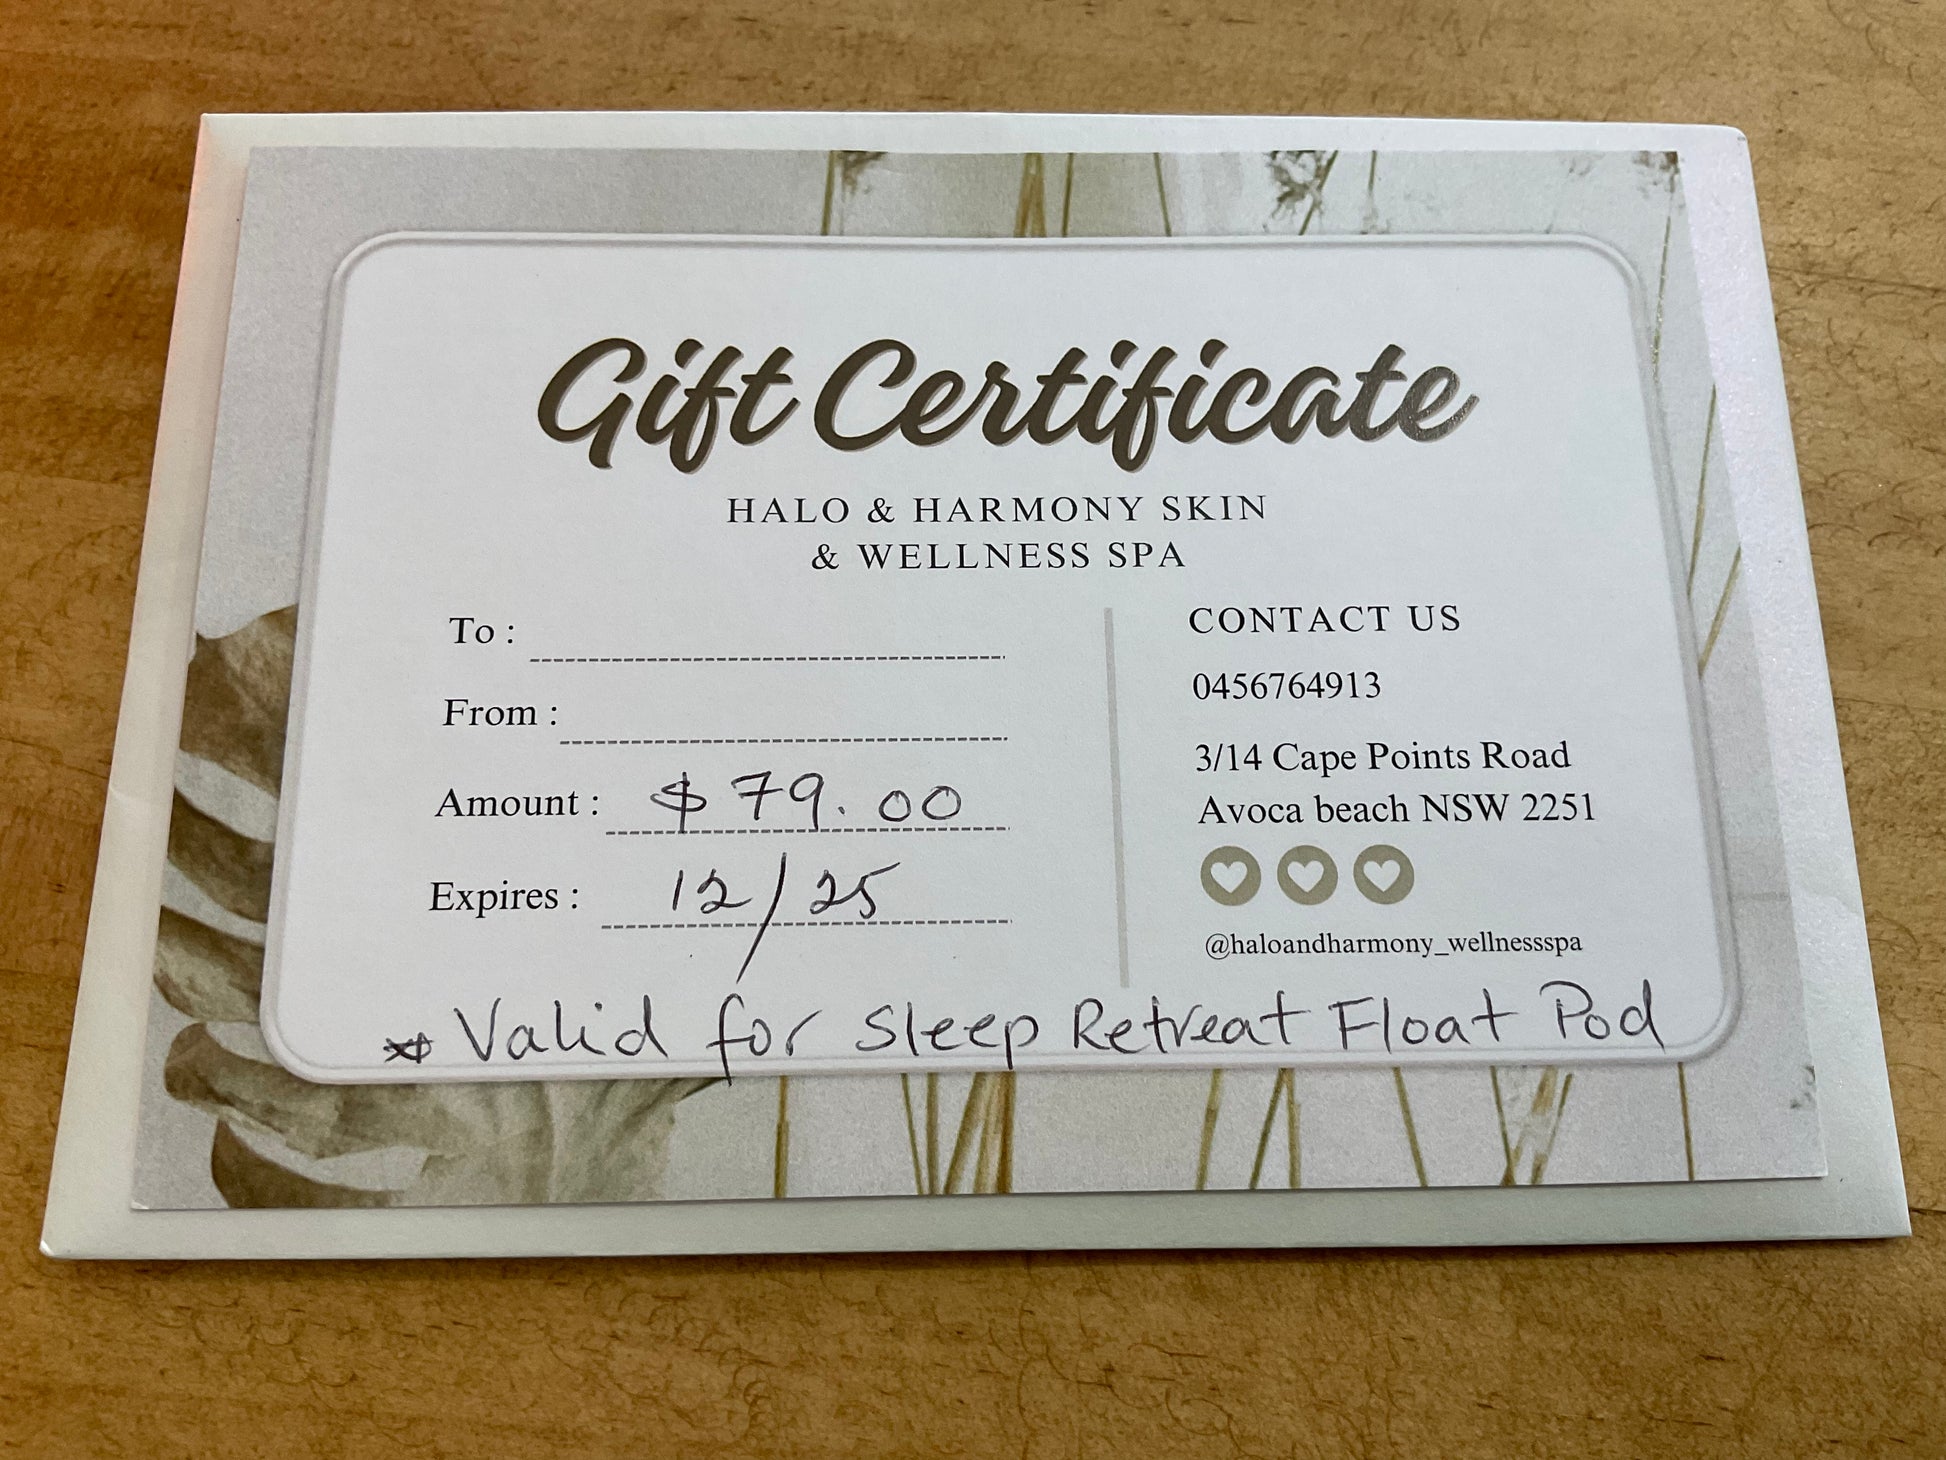 Gift Certificate
HALO & HARMONY SKIN
& WELLNESS SPA
To :
From :
Amount : $79.00
Expires : 12/25
CONTACT US
0456764913
3/14 Cape Points Road
Avoca beach NSW 2251
@haloandharmony_wellnessspa
* Valid for Sleep Retreat Float Pod